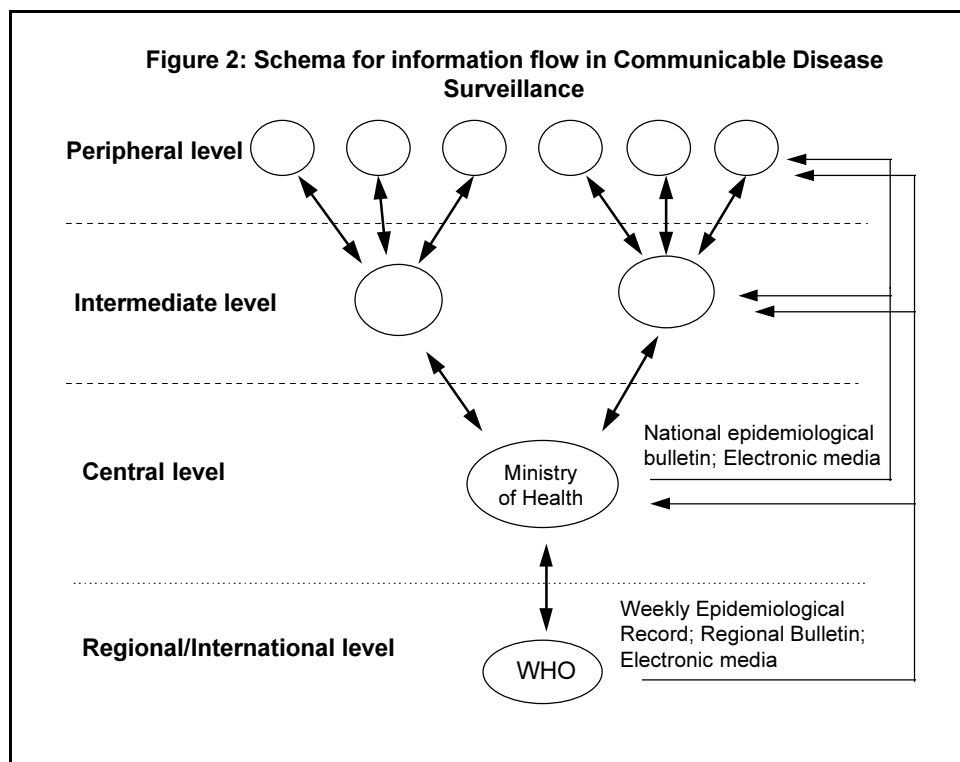 Figure 2: Schema for information flow in Communicable Disease
Surveillance
Peripheral level
Intermediate level
National epidemiological
bulletin; Electronic media
Central level
Ministry
of Health
Weekly Epidemiological
Record; Regional Bulletin;
Electronic media
Regional/International level
WHO